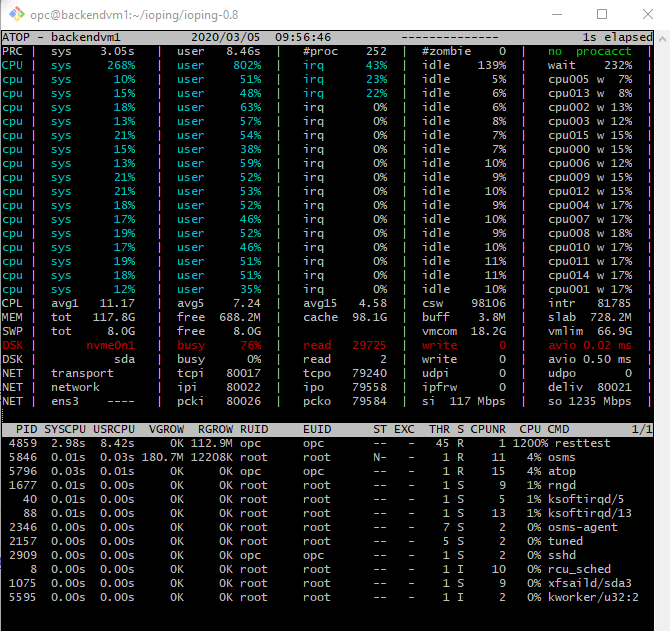 opc@backendvm1:~/ioping/ioping-0.8
ATOP - backendvm1 2020/03/05 09:56:46 -------------- 1s elapsed
PRC | sys 3.05s | user 8.46s | #proc 252 | #zombie 0 | no procacct |
CPU | sys 268% | user 802% | irq 43% | idle 139% | wait 232% |
cpu | sys 10% | user 51% | irq 23% | idle 5% | cpu005 w 7% |
cpu | sys 15% | user 48% | irq 22% | idle 6% | cpu013 w 8% |
cpu | sys 18% | user 63% | irq 0% | idle 6% | cpu002 w 13% |
cpu | sys 13% | user 57% | irq 0% | idle 8% | cpu003 w 12% |
cpu | sys 21% | user 54% | irq 0% | idle 7% | cpu015 w 15% |
cpu | sys 15% | user 38% | irq 0% | idle 7% | cpu000 w 15% |
cpu | sys 13% | user 59% | irq 0% | idle 10% | cpu006 w 12% |
cpu | sys 21% | user 52% | irq 0% | idle 9% | cpu009 w 15% |
cpu | sys 21% | user 53% | irq 0% | idle 10% | cpu012 w 15% |
cpu | sys 18% | user 52% | irq 0% | idle 9% | cpu004 w 17% |
cpu | sys 17% | user 46% | irq 0% | idle 10% | cpu007 w 17% |
cpu | sys 19% | user 52% | irq 0% | idle 9% | cpu008 w 18% |
cpu | sys 17% | user 46% | irq 0% | idle 10% | cpu010 w 17% |
cpu | sys 19% | user 51% | irq 0% | idle 11% | cpu011 w 17% |
cpu | sys 18% | user 51% | irq 0% | idle 11% | cpu014 w 17% |
cpu | sys 12% | user 35% | irq 0% | idle 10% | cpu001 w 17% |
CPL | avg1 11.17 | avg5 7.24 | avg15 4.58 | csw 98106 | intr 81785 |
MEM | tot 117.8G | free 688.2M | cache 98.1G | buff 3.8M | slab 728.2M |
SWP | tot 8.0G | free 8.0G | | vmcom 18.2G | vmlim 66.9G |
DSK | nvme0n1 | busy 76% | read 29725 | write 0 | avio 0.02 ms |
DSK | sda | busy 0% | read 2 | write 0 | avio 0.50 ms |
NET | transport | tcpi 80017 | tcpo 79240 | udpi 0 | udpo 0 |
NET | network | ipi 80022 | ipo 79558 | ipfrw 0 | deliv 80021 |
NET | ens3 ---- | pcki 80026 | pcko 79584 | si 117 Mbps | so 1235 Mbps |
PID SYSCPU USRCPU VGROW RGROW RUID EUID ST EXC THR S CPUNR CPU CMD 1/1
4859 2.98s 8.42s 0K 112.9M opc opc -- - 45 R 1 1200% resttest
5846 0.01s 0.03s 180.7M 12208K root root N- - 1 R 11 4% osms
5796 0.03s 0.01s 0K 0K root root -- - 1 R 15 4% atop
1677 0.01s 0.00s 0K 0K root root -- - 1 S 9 1% rngd
40 0.01s 0.00s 0K 0K root root -- - 1 S 5 1% ksoftirqd/5
88 0.01s 0.00s 0K 0K root root -- - 1 S 13 1% ksoftirqd/13
2346 0.00s 0.00s 0K 0K root root -- - 7 S 2 0% osms-agent
2157 0.00s 0.00s 0K 0K root root -- - 5 S 2 0% tuned
2909 0.00s 0.00s 0K 0K opc opc -- - 1 S 2 0% sshd
8 0.00s 0.00s 0K 0K root root -- - 1 I 10 0% rcu_sched
1075 0.00s 0.00s 0K 0K root root -- - 1 S 9 0% xfsaild/sda3
5595 0.00s 0.00s 0K 0K root root -- - 1 I 2 0% kworker/u32:2